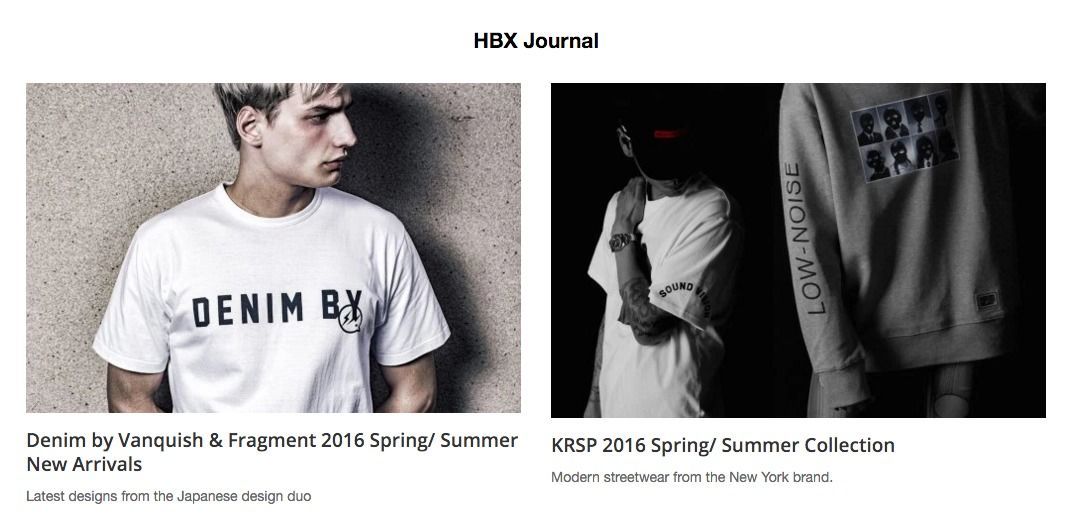 HBX Journal
DENIM BY
LOW-NOISE
Denim by Vanquish & Fragment 2016 Spring/ Summer
New Arrivals
Latest designs from the Japanese design duo
SOUND
KRSP 2016 Spring/ Summer Collection
Modern streetwear from the New York brand.